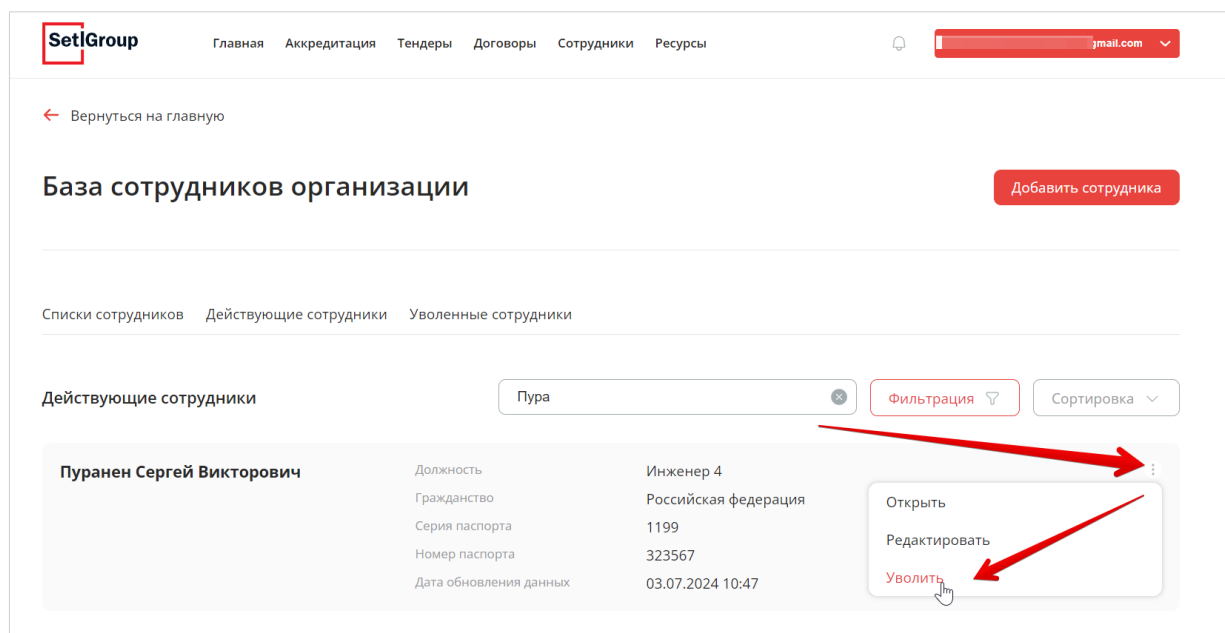 SetlGroup Главная Аккредитация Тендеры Договоры Сотрудники Ресурсы gmail.com
Вернуться на главную
База сотрудников организации Добавить сотрудника
Списки сотрудников Действующие сотрудники Уволенные сотрудники
Действующие сотрудники Пура Фильтрация Сортировка
Пуранен Сергей Викторович Должность Инженер 4
Гражданство Российская федерация
Открыть
Серия паспорта 1199
Редактировать
Номер паспорта 323567
Уволить
Дата обновления данных 03.07.2024 10:47